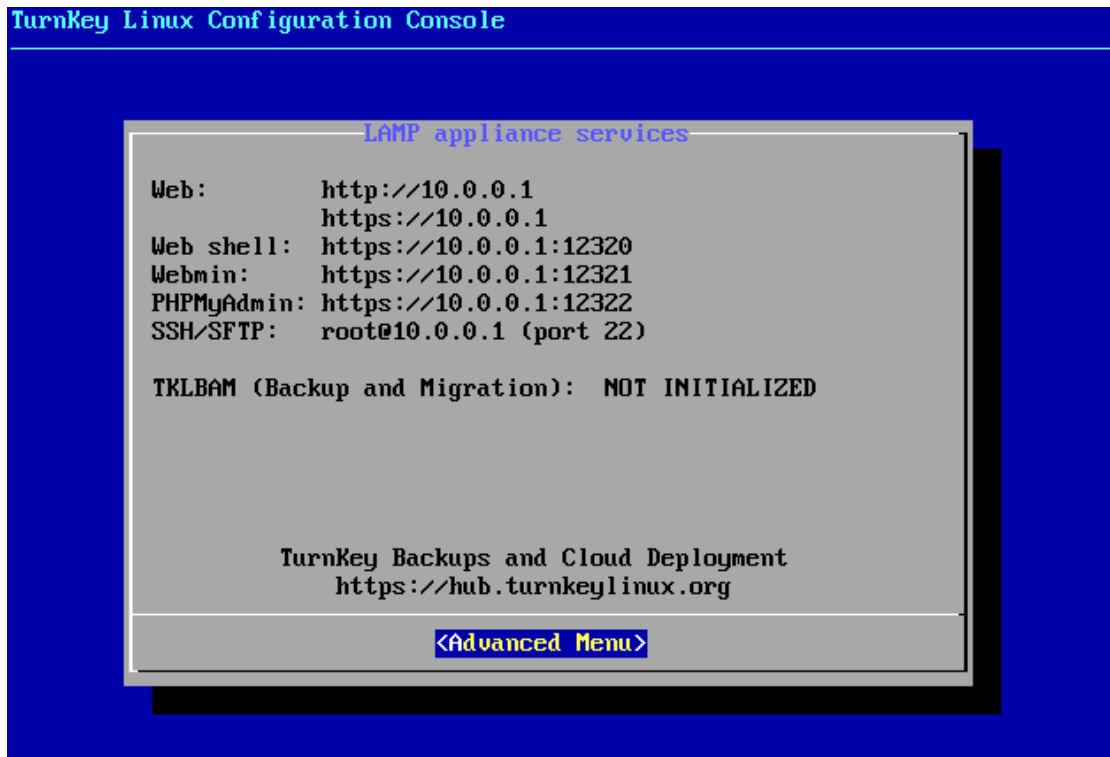 TurnKey Linux Configuration Console
LAMP appliance services
Web: http://10.0.0.1
https://10.0.0.1
Web shell: https://10.0.0.1:12320
Webmin: https://10.0.0.1:12321
PHPMyAdmin: https://10.0.0.1:12322
SSH/SFTP: root@10.0.0.1 (port 22)
TKLBAM (Backup and Migration): NOT INITIALIZED
TurnKey Backups and Cloud Deployment
https://hub.turnkeylinux.org
<Advanced Menu>